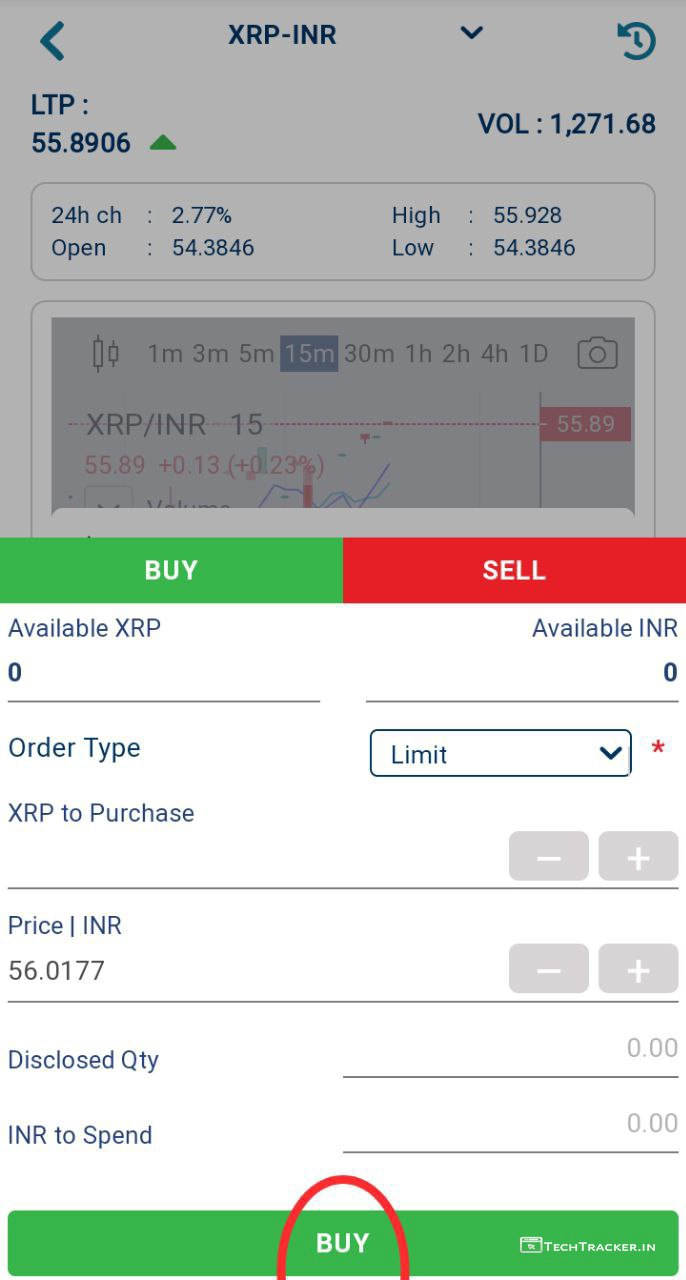 XRP-INR
LTP :
55.8906
VOL : 1,271.68
24h ch : 2.77% High : 55.928
Open : 54.3846 Low : 54.3846
1m 3m 5m 15m 30m 1h 2h 4h 1D
XRP/INR 15
55.89
55.89 +0.13 (+0.23%)
Volume
BUY SELL
Available XRP Available INR
0 0
Order Type Limit *
XRP to Purchase
− +
Price | INR
56.0177 − +
Disclosed Qty 0.00
INR to Spend 0.00
BUY TECHTRACKER.IN